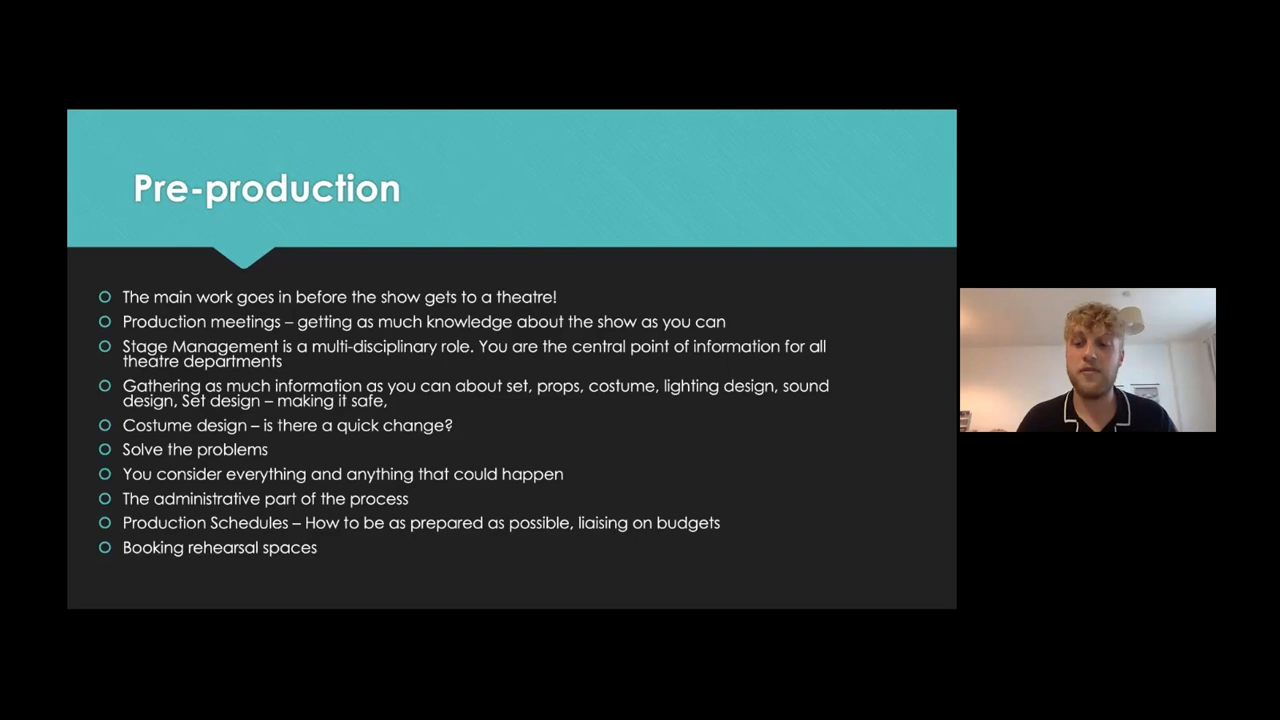 Pre-production
The main work goes in before the show gets to a theatre!
Production meetings – getting as much knowledge about the show as you can
Stage Management is a multi-disciplinary role. You are the central point of information for all
theatre departments
Gathering as much information as you can about set, props, costume, lighting design, sound
design, Set design – making it safe,
Costume design – is there a quick change?
Solve the problems
You consider everything and anything that could happen
The administrative part of the process
Production Schedules – How to be as prepared as possible, liaising on budgets
Booking rehearsal spaces